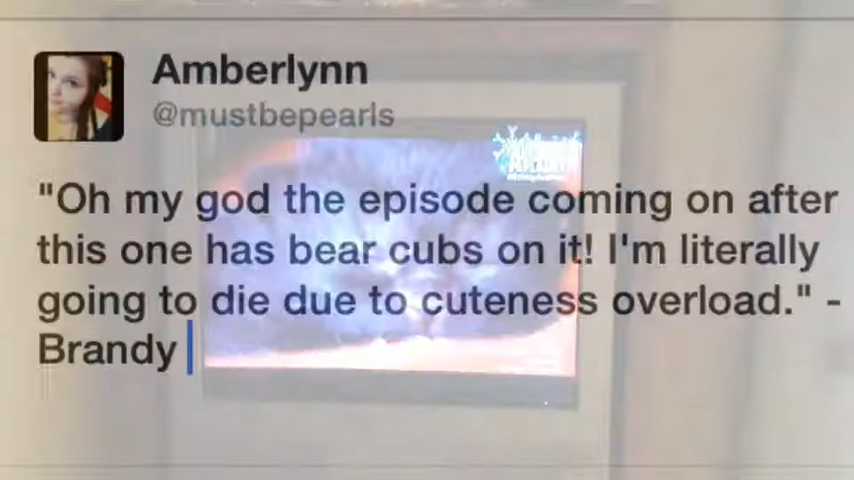 Amberlynn
@mustbepearls
"Oh my god the episode coming on after
this one has bear cubs on it! I'm literally
going to die due to cuteness overload." -
Brandy